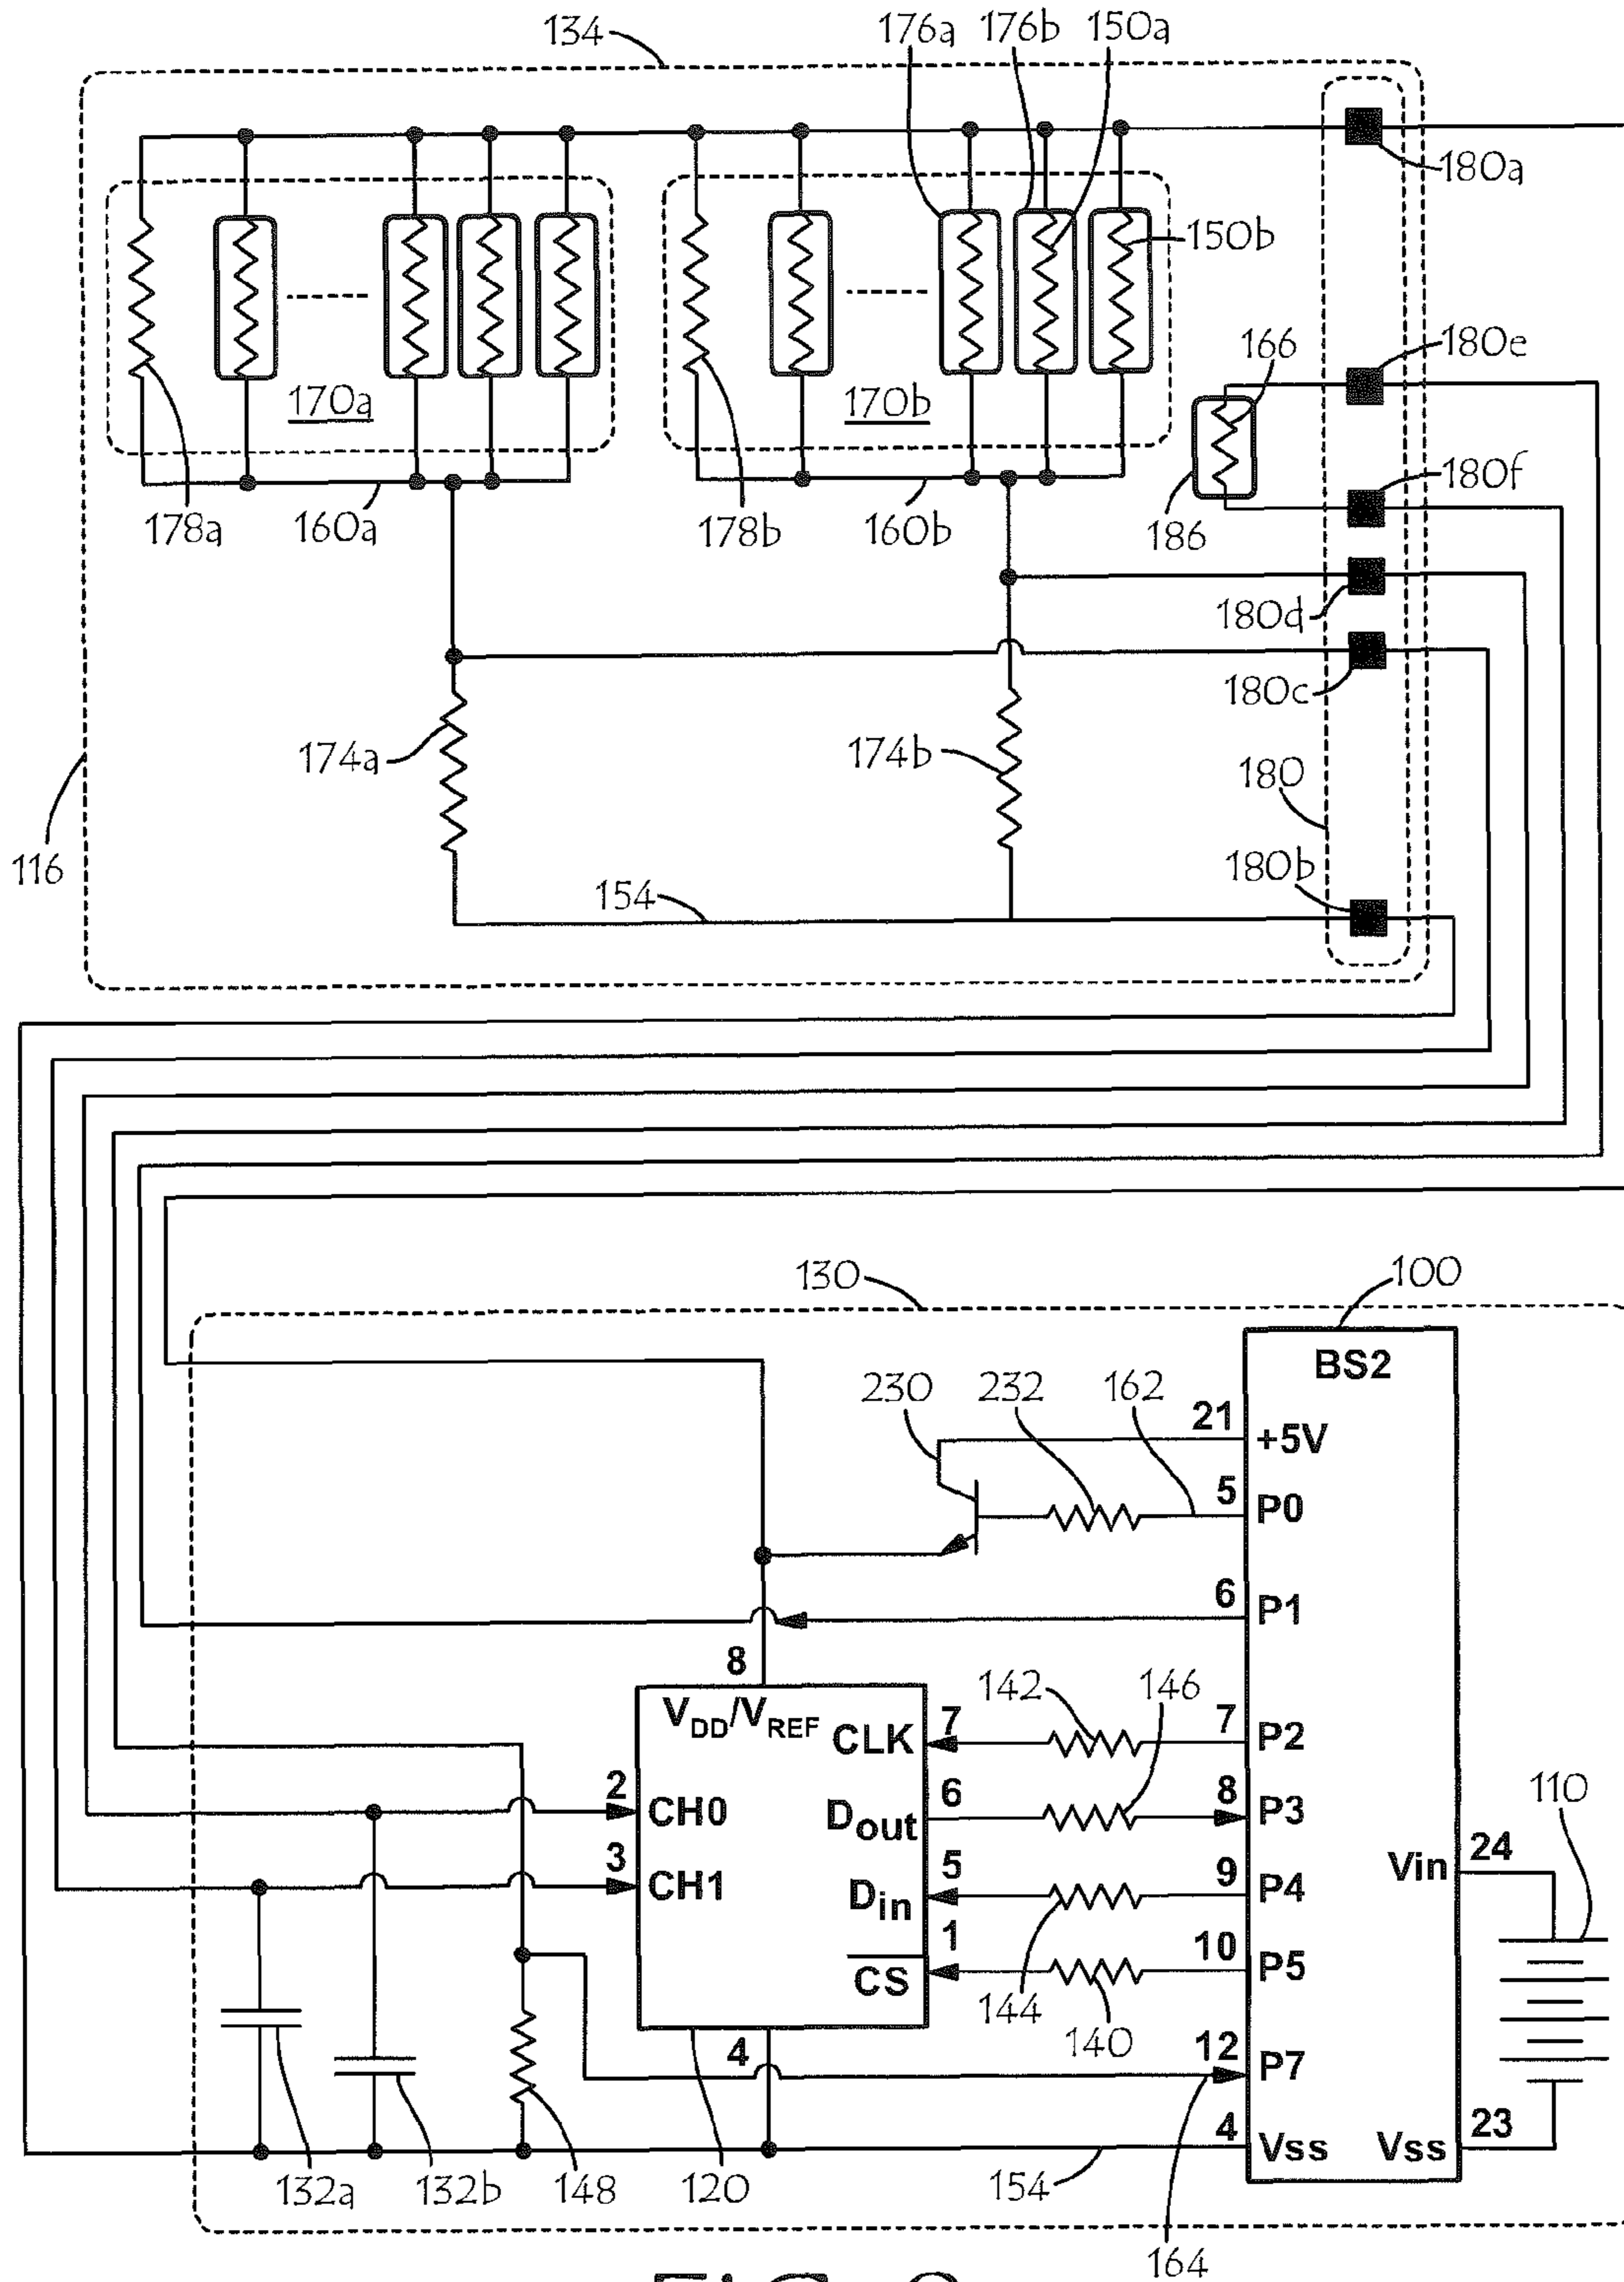 134
176a 176b 150a
180a
150b
180e
166
170a
170b
180f
178a
160a
178b
160b
186
180d
180c
174a
174b
180
116
154
180b
130
100
BS2
230
232
162
21
+5V
5
P0
6
P1
8
VDD/VREF
142
146
7
CLK
7
P2
2
CH0
6
Dout
8
P3
110
3
CH1
5
Din
9
P4
24
Vin
1
CS
10
P5
144
140
4
12
P7
4
Vss
Vss
23
132a
132b
148
120
154
164